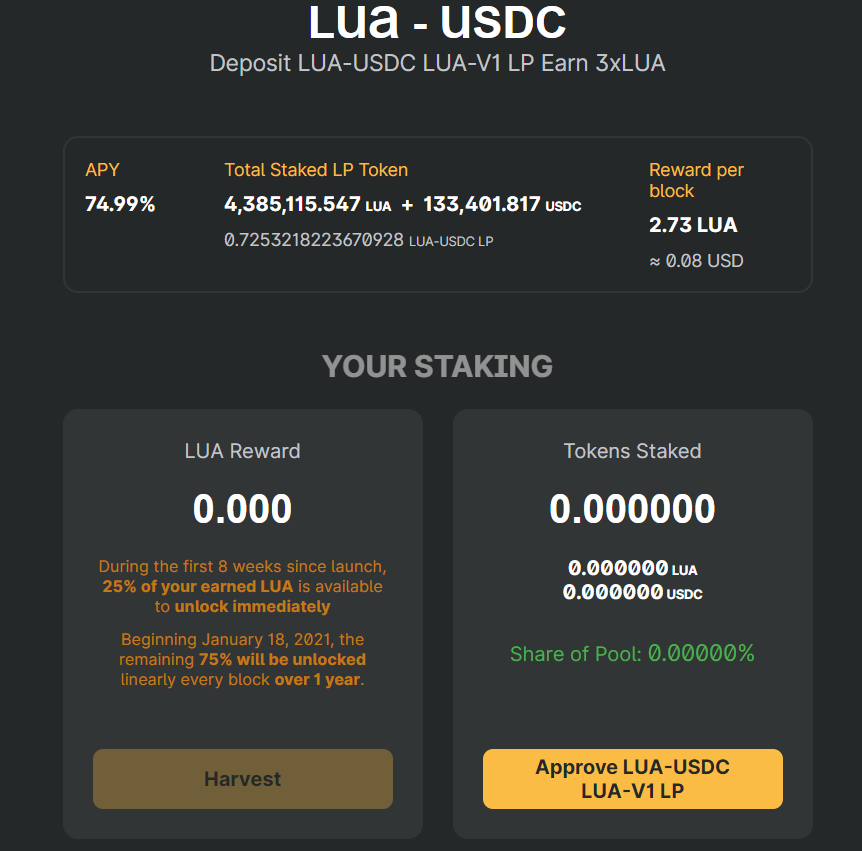 LUa - USDC
Deposit LUA-USDC LUA-V1 LP Earn 3xLUA
APY
74.99%
Total Staked LP Token
4,385,115.547 LUA + 133,401.817 USDC
0.7253218223670928 LUA-USDC LP
Reward per
block
2.73 LUA
≈ 0.08 USD
YOUR STAKING
LUA Reward
0.000
During the first 8 weeks since launch,
25% of your earned LUA is available
to unlock immediately
Beginning January 18, 2021, the
remaining 75% will be unlocked
linearly every block over 1 year.
Harvest
Tokens Staked
0.000000
0.000000 LUA
0.000000 USDC
Share of Pool: 0.00000%
Approve LUA-USDC
LUA-V1 LP